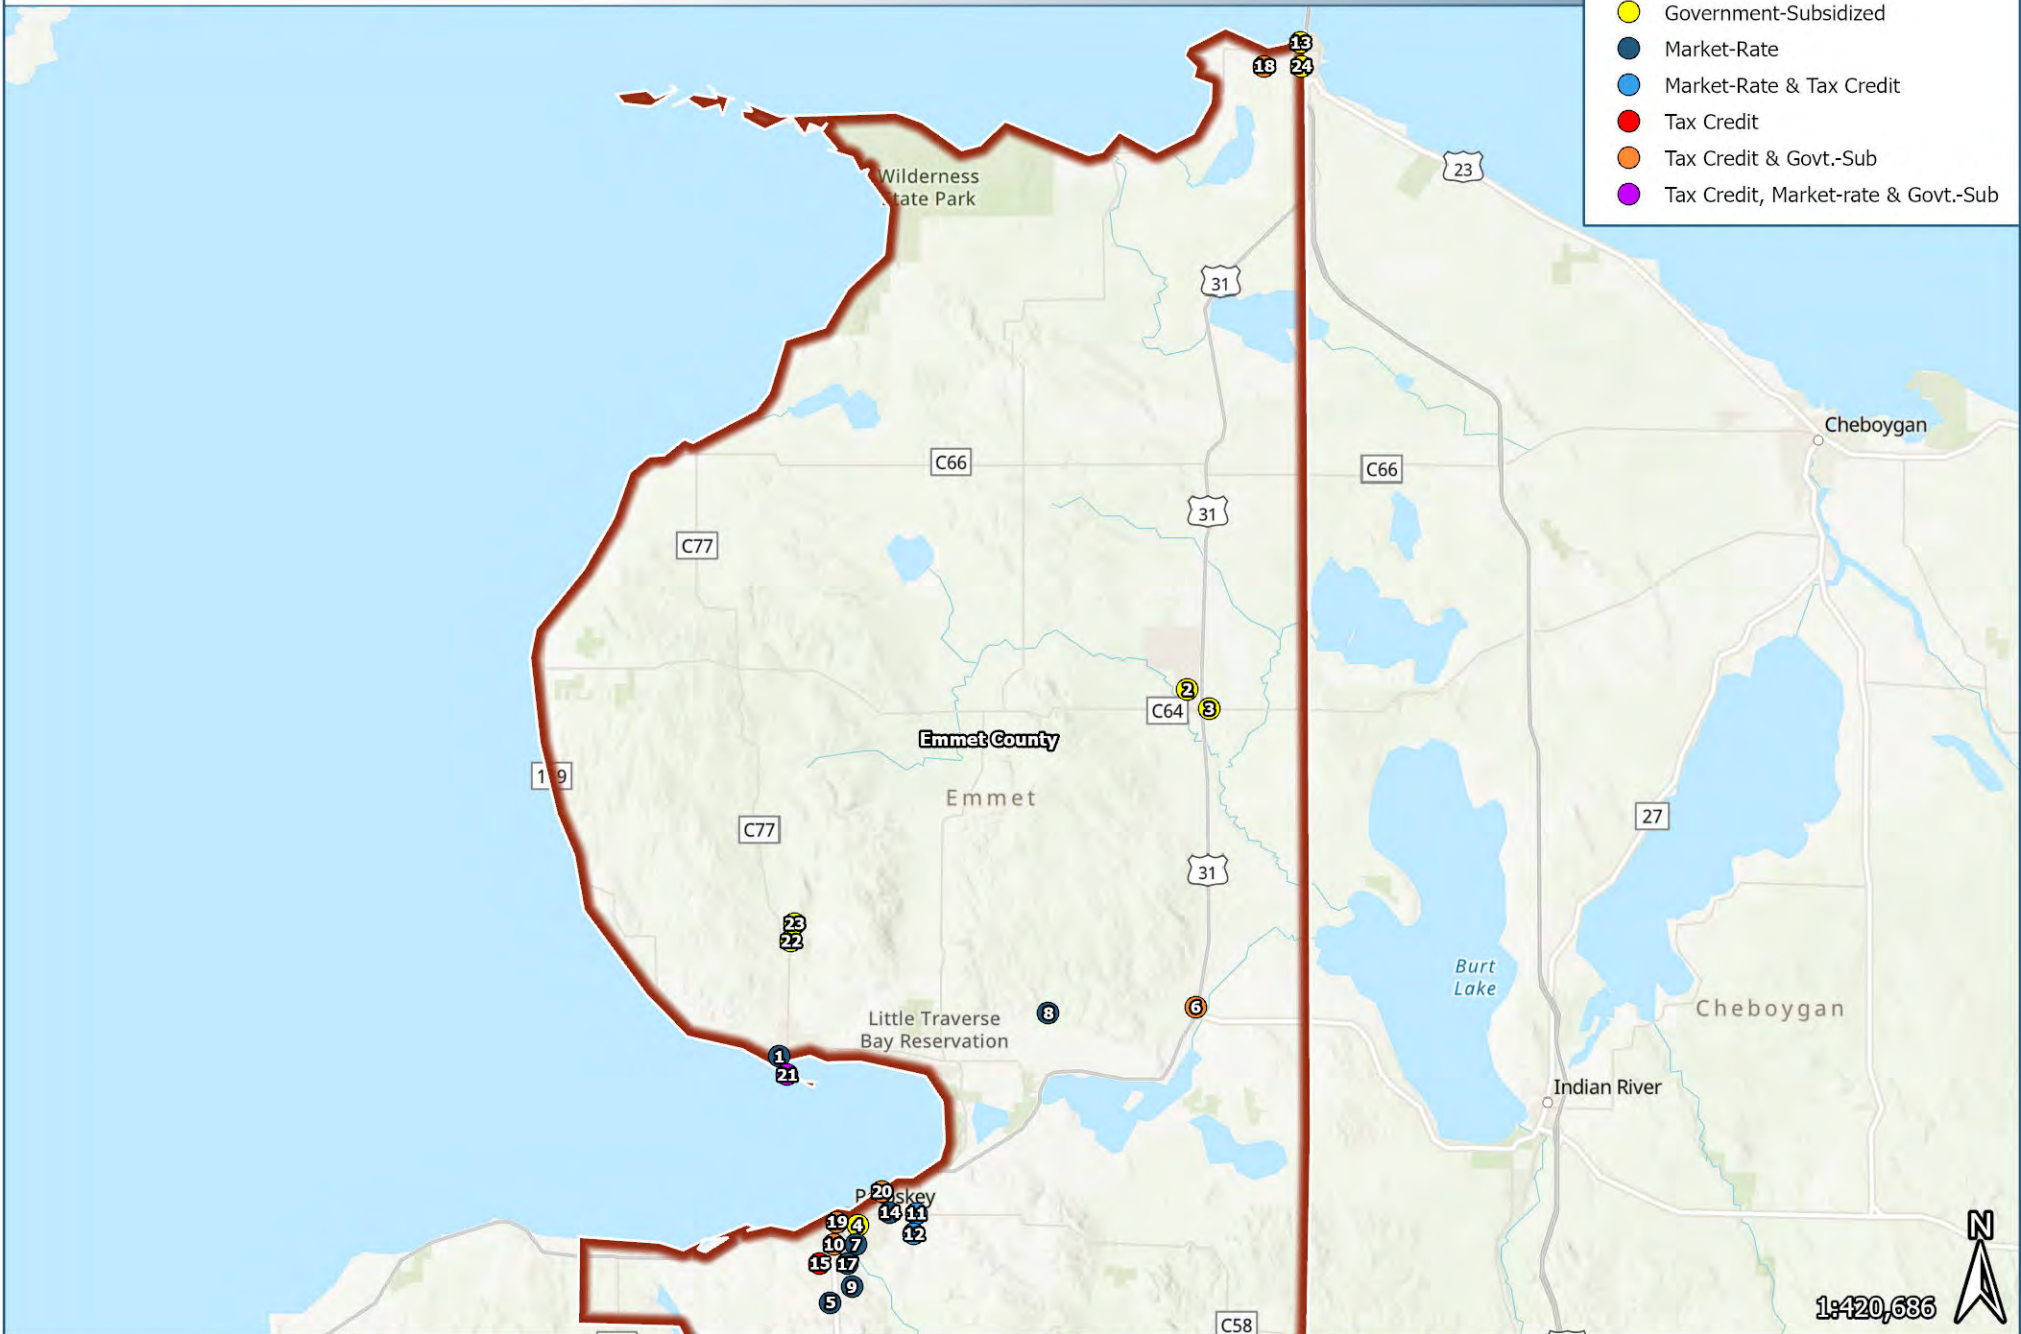 Government-Subsidized
Market-Rate
Market-Rate & Tax Credit
Tax Credit
Tax Credit & Govt.-Sub
Tax Credit, Market-rate & Govt.-Sub
13
18
24
23
Wilderness
State Park
31
Cheboygan
C66
C66
31
C77
2
C64
3
Emmet County
Emmet
27
C77
31
23
22
Burt
Lake
Cheboygan
6
8
Little Traverse
Bay Reservation
1
21
Indian River
20
14
11
19
4
12
10
7
15
17
9
5
N
1:420,686
C58